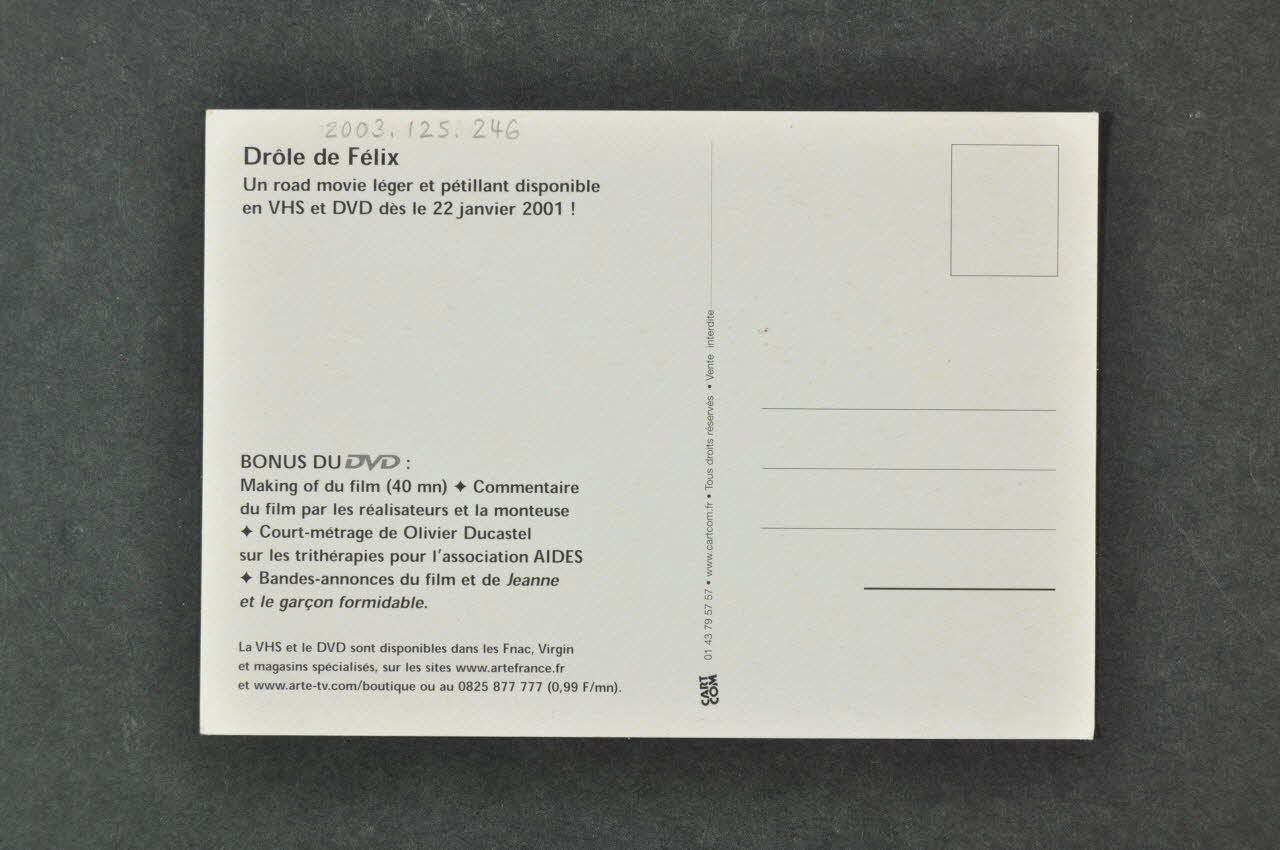 2003.125.246
Drôle de Félix
Un road movie léger et pétillant disponible
en VHS et DVD dès le 22 janvier 2001 !
BONUS DU DVD :
Making of du film (40 mn) ✦ Commentaire
du film par les réalisateurs et la monteuse
✦ Court-métrage de Olivier Ducastel
sur les trithérapies pour l'association AIDES
✦ Bandes-annonces du film et de Jeanne
et le garçon formidable.
La VHS et le DVD sont disponibles dans les Fnac, Virgin
et magasins spécialisés, sur les sites www.artefrance.fr
et www.arte-tv.com/boutique ou au 0825 877 777 (0,99 F/mn).
CART
COM
01 43 79 57 57 • www.cartcom.fr • Tous droits réservés • Vente interdite